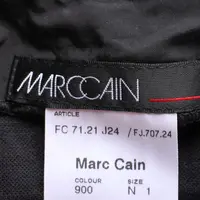 MARCCAIN
ARTICLE
FC 71.21 J24 / FJ.707.24
Marc Cain
COLOUR SIZE
900 N 1